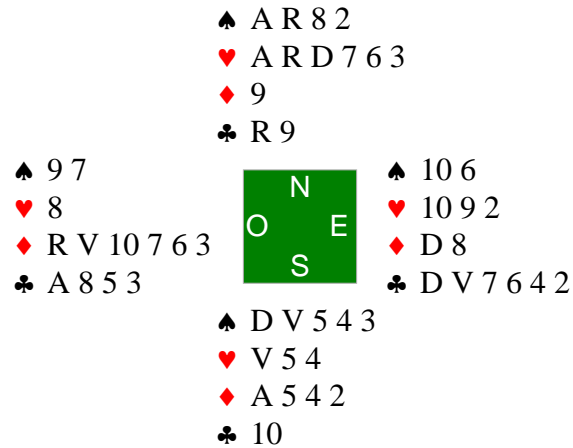 ♠ A R 8 2
♥ A R D 7 6 3
♦ 9
♣ R 9
♠ 9 7
♥ 8
♦ R V 10 7 6 3
♣ A 8 5 3
N
O E
S
♠ 10 6
♥ 10 9 2
♦ D 8
♣ D V 7 6 4 2
♠ D V 5 4 3
♥ V 5 4
♦ A 5 4 2
♣ 10